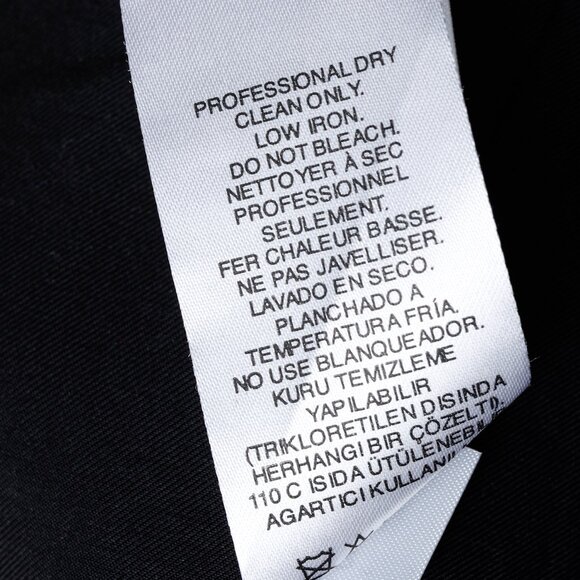 PROFESSIONAL DRY
CLEAN ONLY.
LOW IRON.
DO NOT BLEACH.
NETTOYER À SEC
PROFESSIONNEL
SEULEMENT.
FER CHALEUR BASSE.
NE PAS JAVELLISER.
LAVADO EN SECO.
PLANCHADO A
TEMPERATURA FRÍA.
NO USE BLANQUEADOR.
KURU TEMIZLEME
YAPILABILIR
(TRIKLORETILEN DISINDA
HERHANGI BIR ÇÖZELTI).
110 C ISIDA
AGARTICI